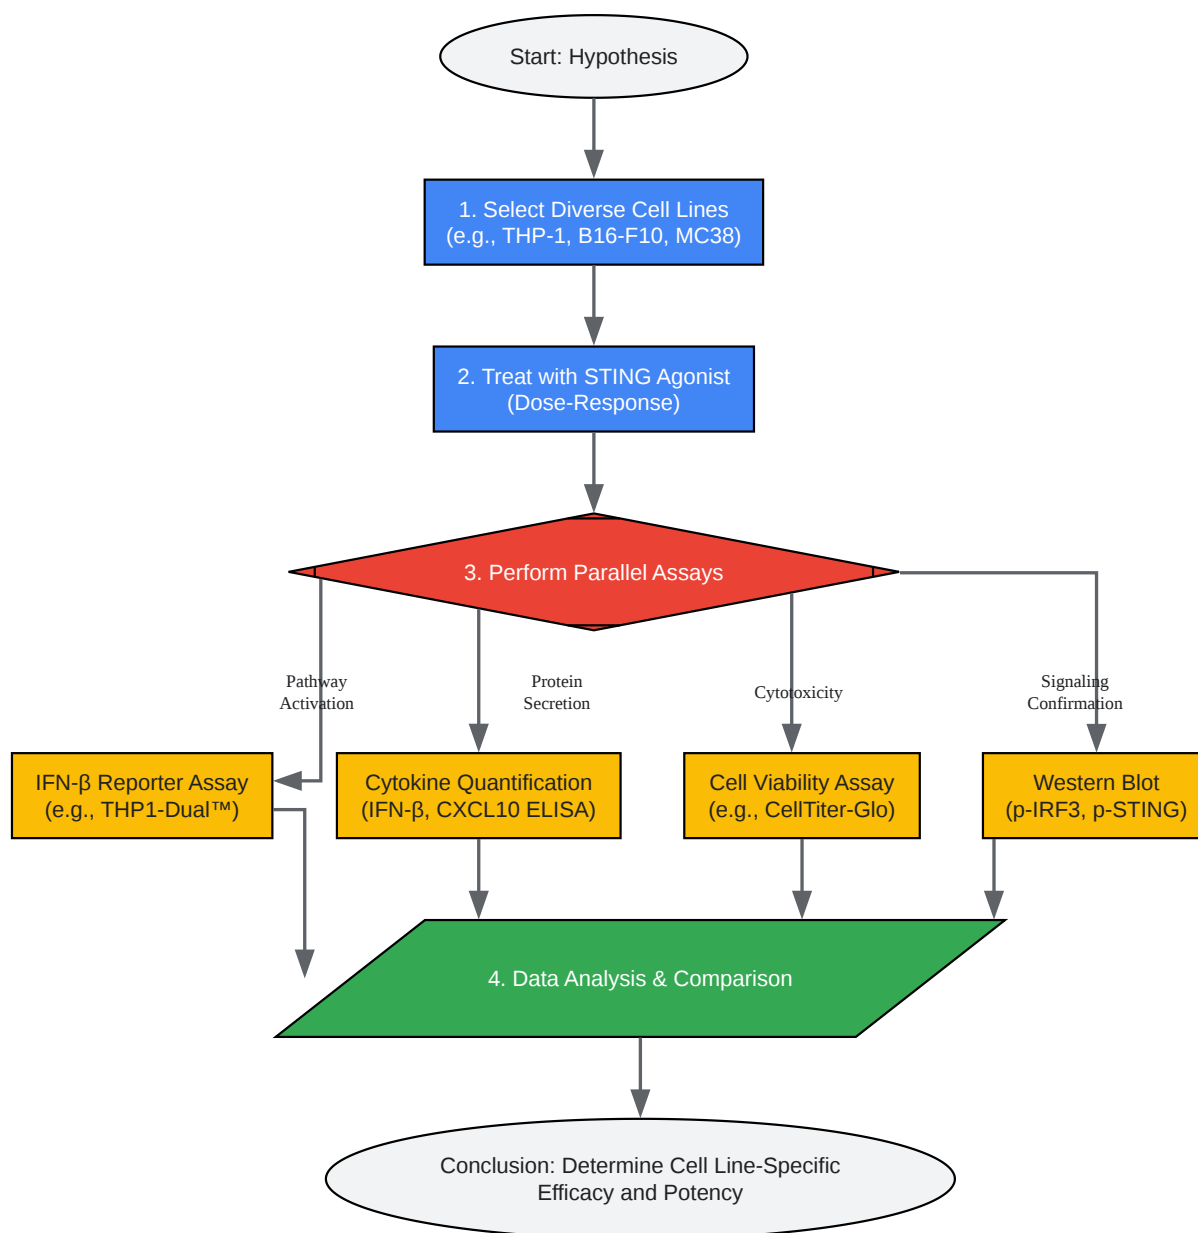 Start: Hypothesis
1. Select Diverse Cell Lines
(e.g., THP-1, B16-F10, MC38)
2. Treat with STING Agonist
(Dose-Response)
3. Perform Parallel Assays
Pathway
Activation
Protein
Secretion
Cytotoxicity
Signaling
Confirmation
IFN-β Reporter Assay
(e.g., THP1-Dual™)
Cytokine Quantification
(IFN-β, CXCL10 ELISA)
Cell Viability Assay
(e.g., CellTiter-Glo)
Western Blot
(p-IRF3, p-STING)
4. Data Analysis & Comparison
Conclusion: Determine Cell Line-Specific
Efficacy and Potency